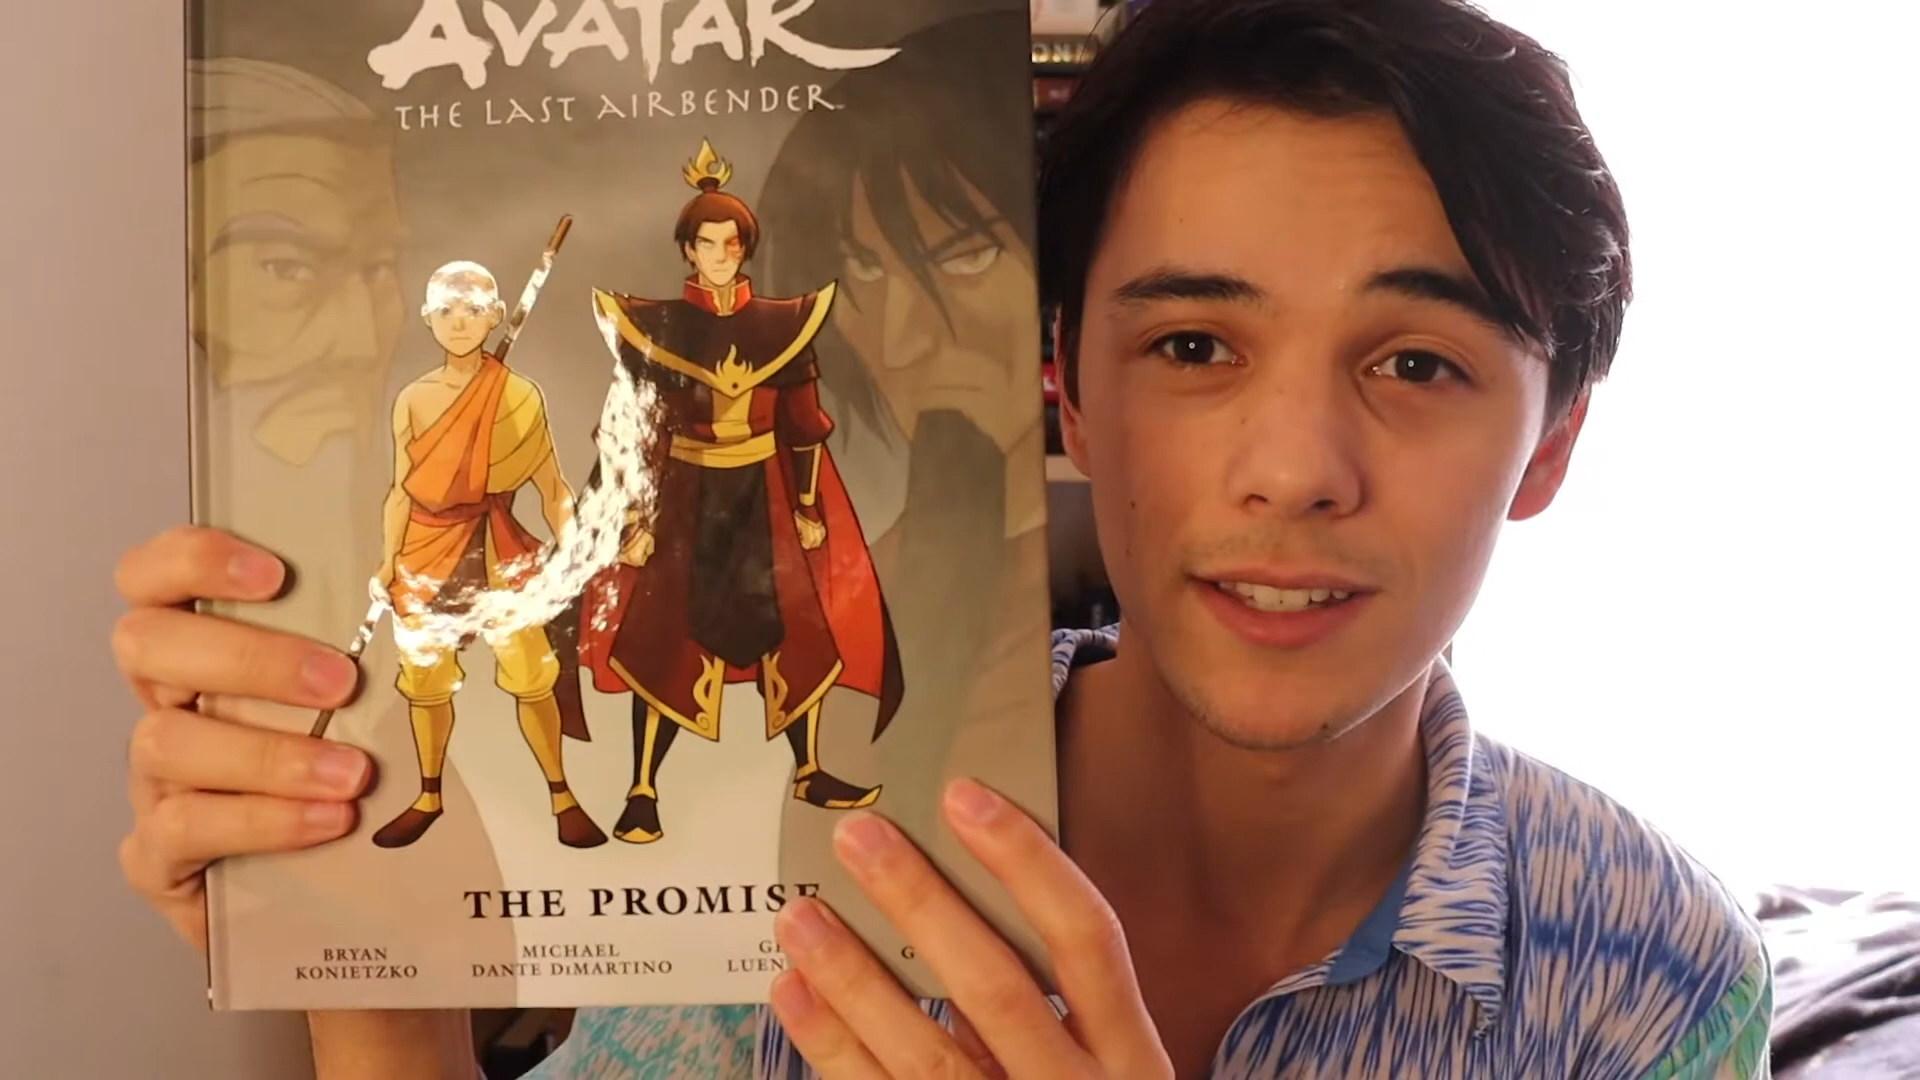 AVATAR
THE LAST AIRBENDER
THE PROMISE
BRYAN
KONIETZKO
MICHAEL
DANTE DiMARTINO